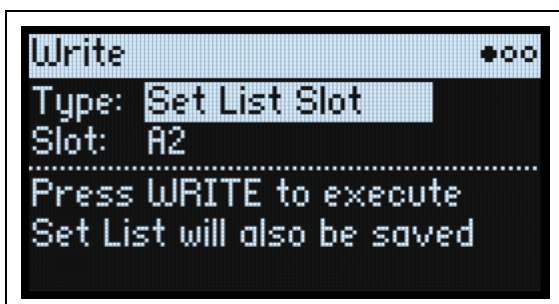 Write
Type: Set List Slot
Slot: A2
Press WRITE to execute
Set List will also be saved